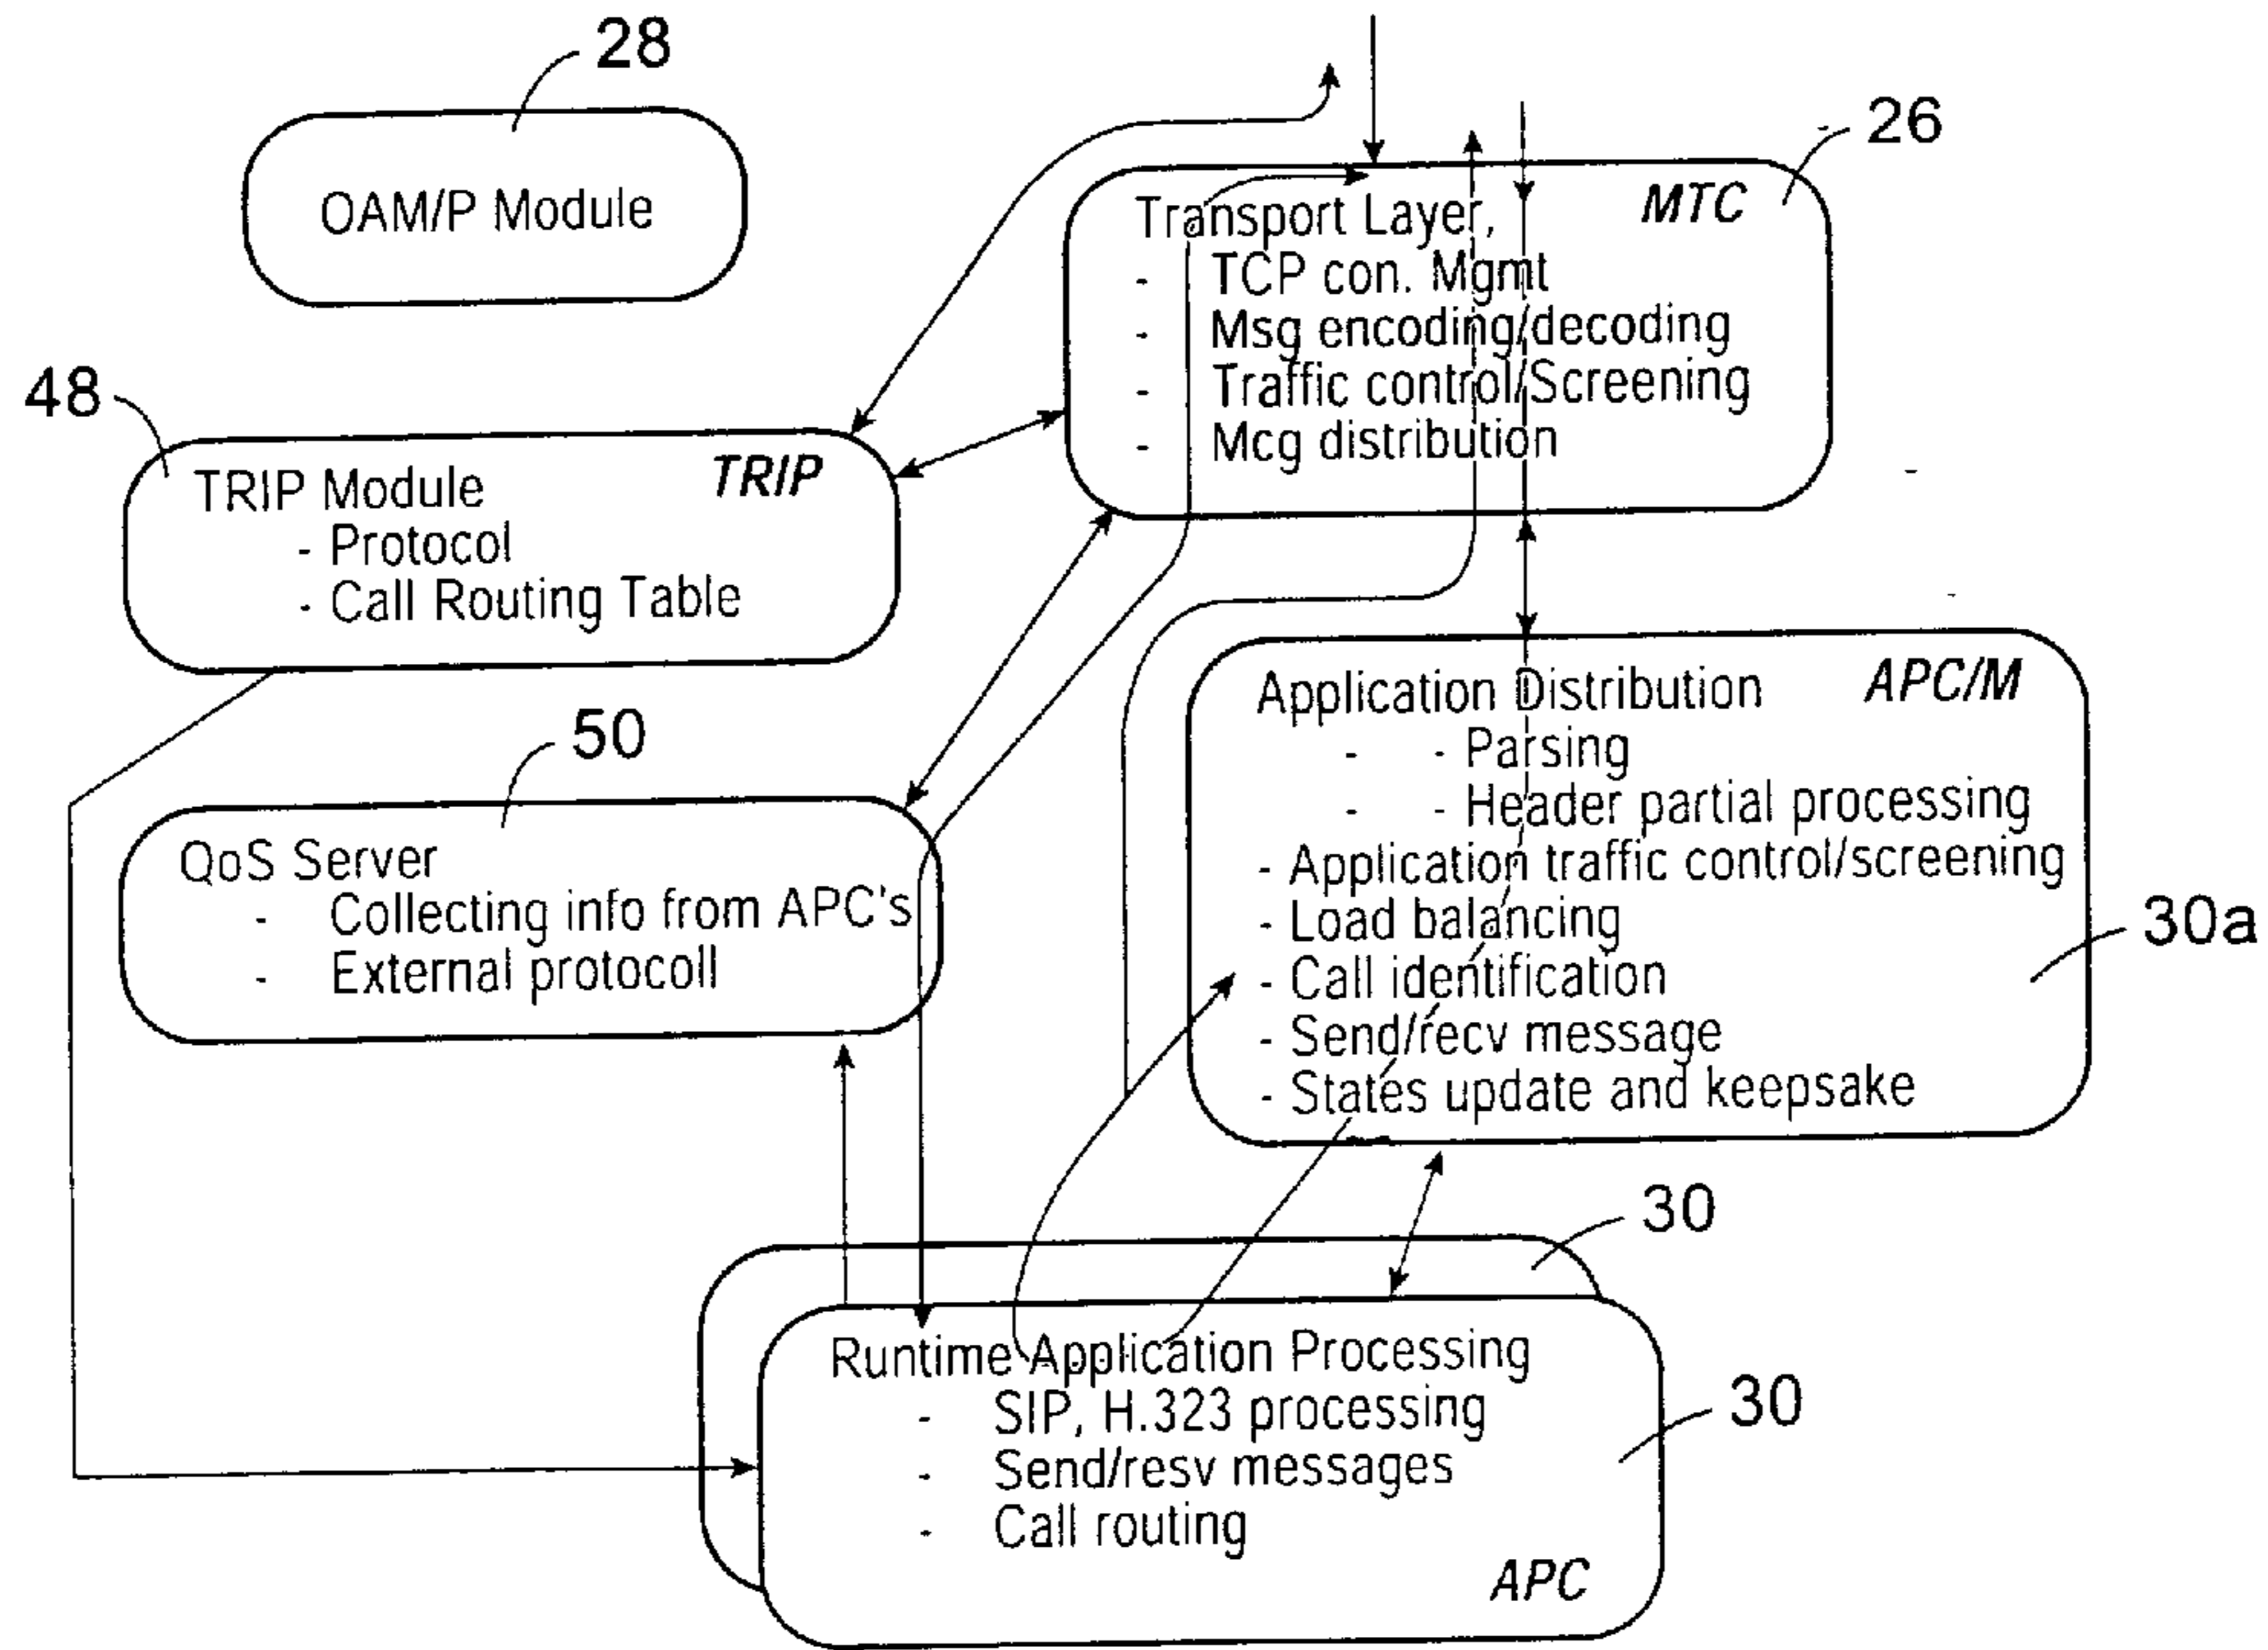 28
OAM/P Module
26
MTC
Transport Layer,
- TCP con. Mgmt
- Msg encoding/decoding
- Traffic control/Screening
- Mcg distribution
48
TRIP
TRIP Module
- Protocol
- Call Routing Table
50
QoS Server
- Collecting info from APC's
- External protocoll
APC/M
Application Distribution
- - Parsing
- - Header partial processing
- Application traffic control/screening
- Load balancing
- Call identification
- Send/recv message
- States update and keepsake
30a
30
30
Runtime Application Processing
- SIP, H.323 processing
- Send/resv messages
- Call routing
APC